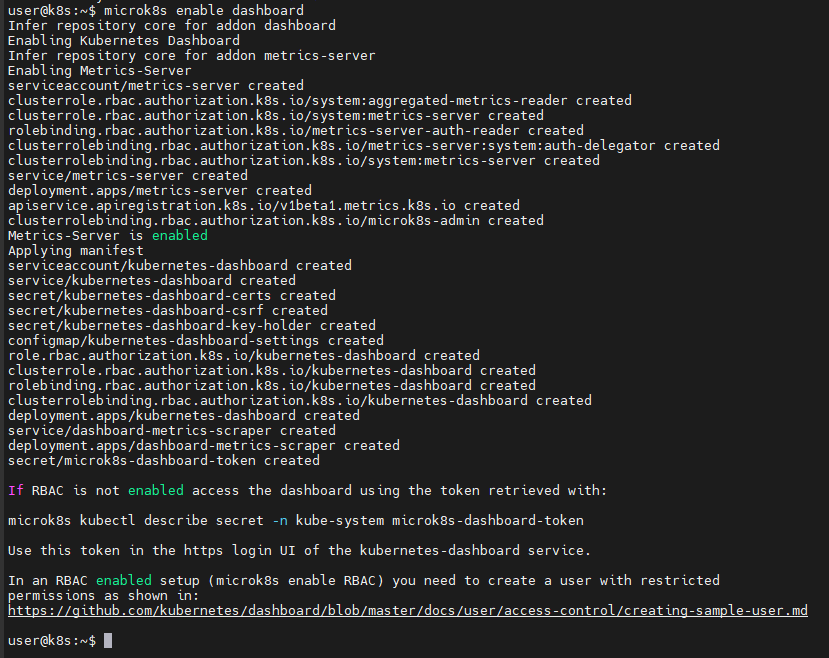 user@k8s:~$ microk8s enable dashboard
Infer repository core for addon dashboard
Enabling Kubernetes Dashboard
Infer repository core for addon metrics-server
Enabling Metrics-Server
serviceaccount/metrics-server created
clusterrole.rbac.authorization.k8s.io/system:aggregated-metrics-reader created
clusterrole.rbac.authorization.k8s.io/system:metrics-server created
rolebinding.rbac.authorization.k8s.io/metrics-server-auth-reader created
clusterrolebinding.rbac.authorization.k8s.io/metrics-server:system:auth-delegator created
clusterrolebinding.rbac.authorization.k8s.io/system:metrics-server created
service/metrics-server created
deployment.apps/metrics-server created
apiservice.apiregistration.k8s.io/v1beta1.metrics.k8s.io created
clusterrolebinding.rbac.authorization.k8s.io/microk8s-admin created
Metrics-Server is enabled
Applying manifest
serviceaccount/kubernetes-dashboard created
service/kubernetes-dashboard created
secret/kubernetes-dashboard-certs created
secret/kubernetes-dashboard-csrf created
secret/kubernetes-dashboard-key-holder created
configmap/kubernetes-dashboard-settings created
role.rbac.authorization.k8s.io/kubernetes-dashboard created
clusterrole.rbac.authorization.k8s.io/kubernetes-dashboard created
rolebinding.rbac.authorization.k8s.io/kubernetes-dashboard created
clusterrolebinding.rbac.authorization.k8s.io/kubernetes-dashboard created
deployment.apps/kubernetes-dashboard created
service/dashboard-metrics-scraper created
deployment.apps/dashboard-metrics-scraper created
secret/microk8s-dashboard-token created
If RBAC is not enabled access the dashboard using the token retrieved with:
microk8s kubectl describe secret -n kube-system microk8s-dashboard-token
Use this token in the https login UI of the kubernetes-dashboard service.
In an RBAC enabled setup (microk8s enable RBAC) you need to create a user with restricted
permissions as shown in:
https://github.com/kubernetes/dashboard/blob/master/docs/user/access-control/creating-sample-user.md
user@k8s:~$